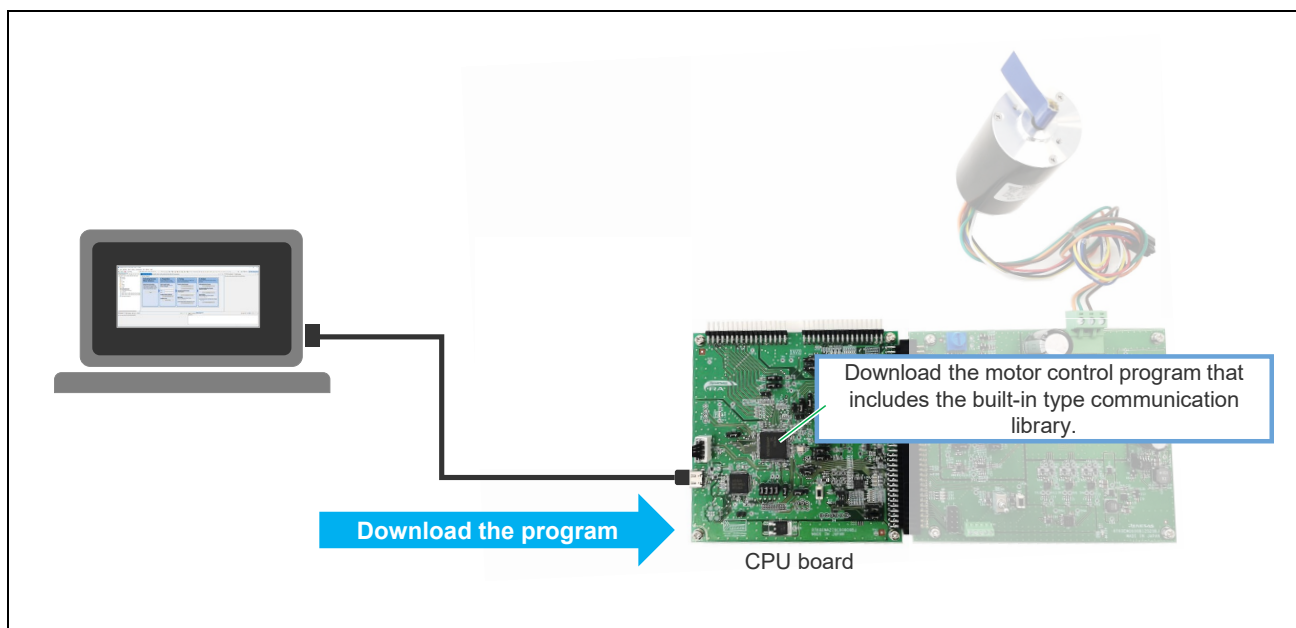 Download the motor control program that
includes the built-in type communication
library.
Download the program
CPU board